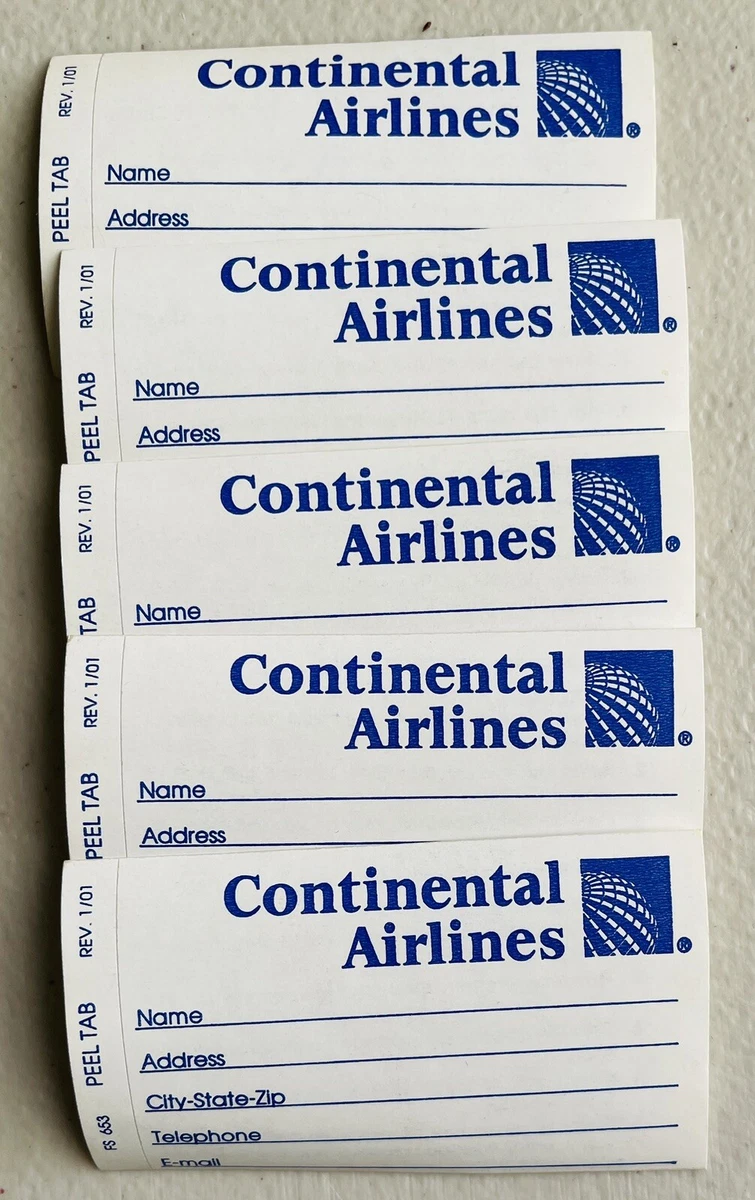 Continental
Airlines
®
Name
Address
PEEL TAB REV. 1/01
Continental
Airlines
®
Name
Address
PEEL TAB REV. 1/01
Continental
Airlines
®
Name
TAB REV. 1/01
Continental
Airlines
®
Name
Address
PEEL TAB REV. 1/01
Continental
Airlines
®
Name
Address
City-State-Zip
Telephone
E-mail
FS 653 PEEL TAB REV. 1/01